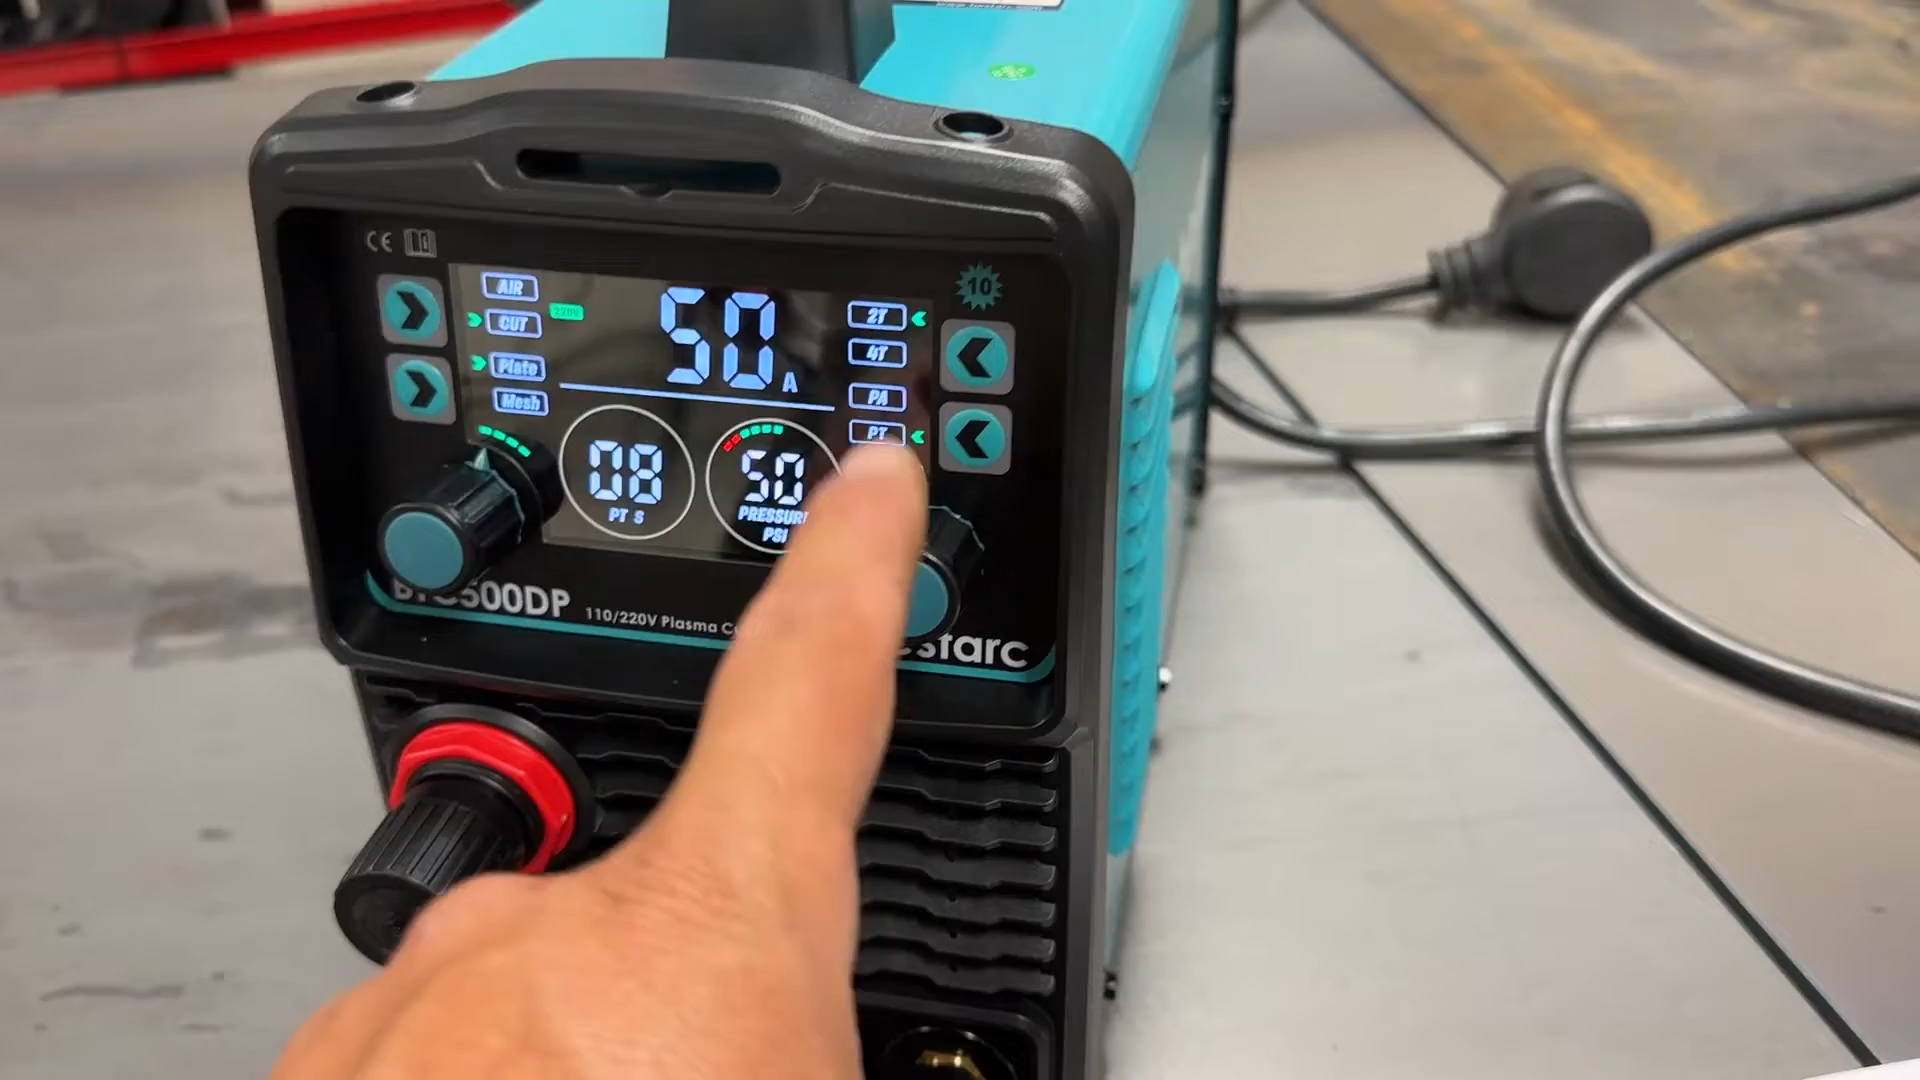 CE
10
AIR
CUT
220V
Plate
Mesh
50 A
2T
4T
PA
PT
08
PT S
50
PSI
500DP
110/220V Plasma
starc